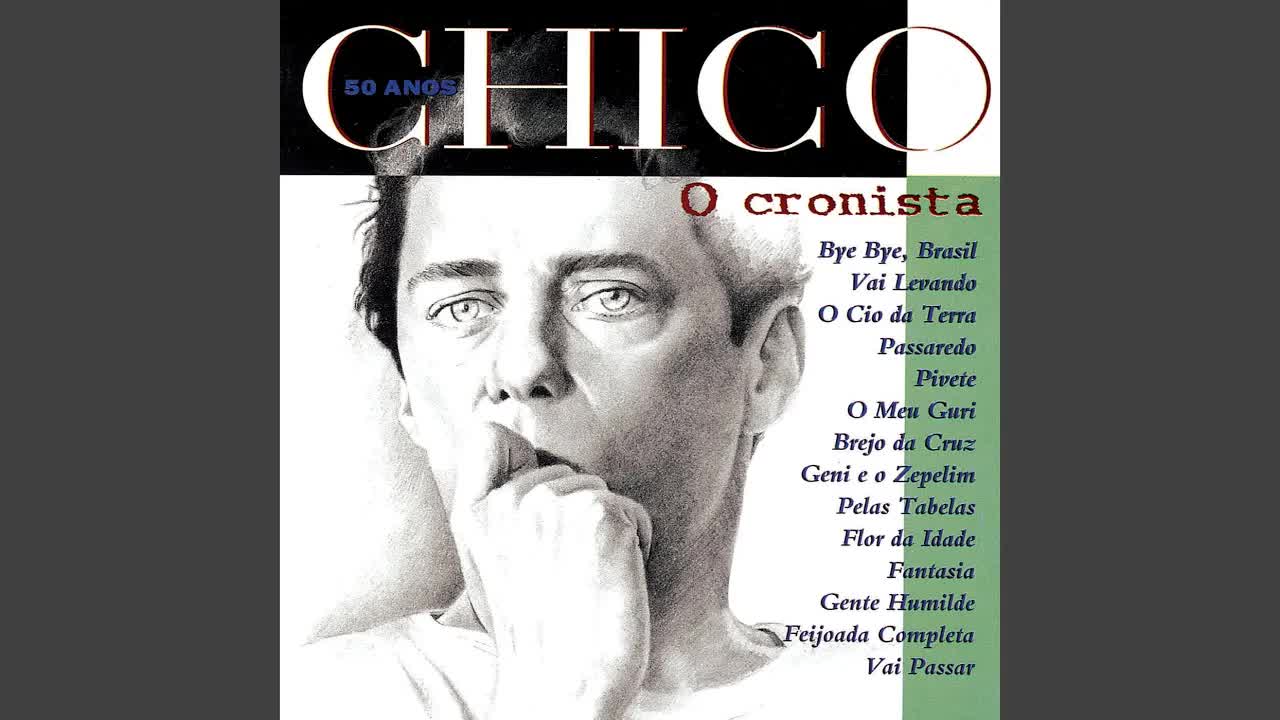 CHICO
50 ANOS
O cronista
Bye Bye, Brasil
Vai Levando
O Cio da Terra
Passaredo
Pivete
O Meu Guri
Brejo da Cruz
Geni e o Zepelim
Pelas Tabelas
Flor da Idade
Fantasia
Gente Humilde
Feijoada Completa
Vai Passar